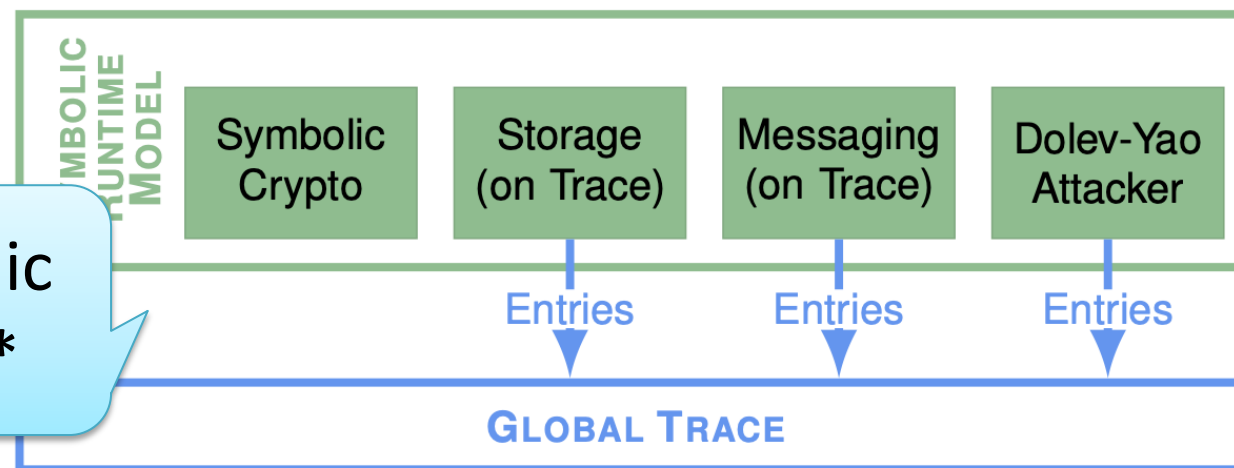 MBOLIC
RUNTIME
MODEL
Symbolic
Crypto
Storage
(on Trace)
Messaging
(on Trace)
Dolev-Yao
Attacker
ic
*
Entries
Entries
Entries
GLOBAL TRACE